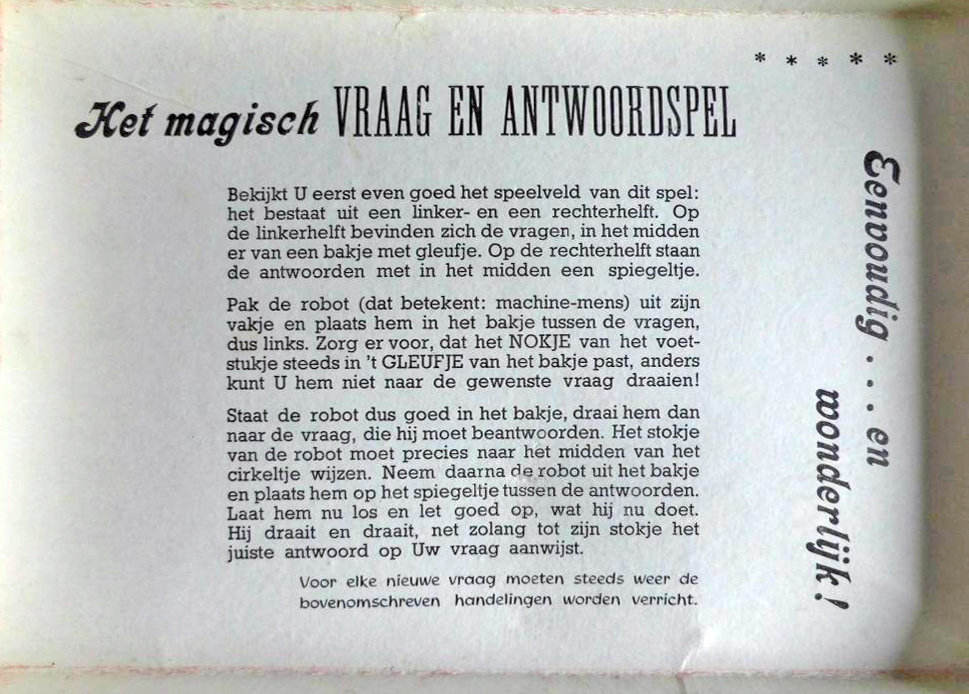 * * * * *
Het magisch VRAAG EN ANTWOORDSPEL
Bekijkt U eerst even goed het speelveld van dit spel:
het bestaat uit een linker- en een rechterhelft. Op
de linkerhelft bevinden zich de vragen, in het midden
er van een bakje met gleufje. Op de rechterhelft staan
de antwoorden met in het midden een spiegeltje.
Pak de robot (dat betekent: machine-mens) uit zijn
vakje en plaats hem in het bakje tussen de vragen,
dus links. Zorg er voor, dat het NOKJE van het voet-
stukje steeds in 't GLEUFJE van het bakje past, anders
kunt U hem niet naar de gewenste vraag draaien!
Staat de robot dus goed in het bakje, draai hem dan
naar de vraag, die hij moet beantwoorden. Het stokje
van de robot moet precies naar het midden van het
cirkeltje wijzen. Neem daarna de robot uit het bakje
en plaats hem op het spiegeltje tussen de antwoorden.
Laat hem nu los en let goed op, wat hij nu doet.
Hij draait en draait, net zolang tot zijn stokje het
juiste antwoord op Uw vraag aanwijst.
Voor elke nieuwe vraag moeten steeds weer de
bovenomschreven handelingen worden verricht.
Eenvoudig . . . en
wonderlijk!